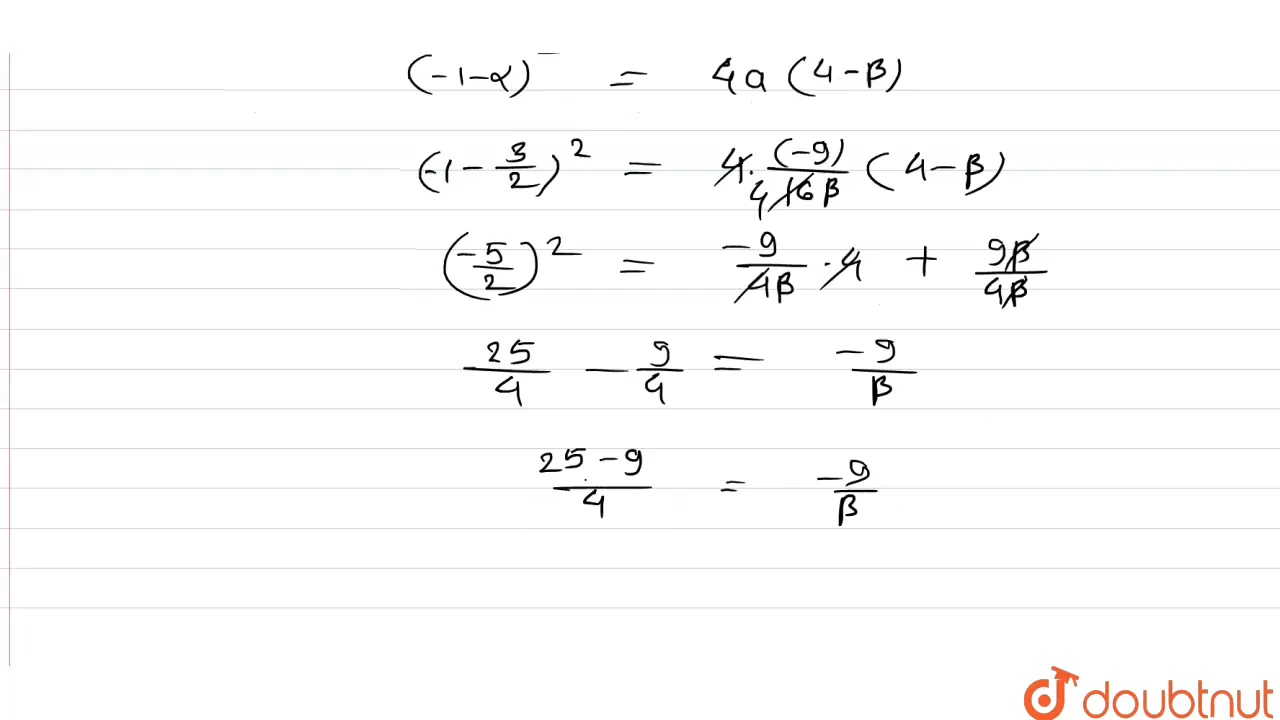 (-1-α)² = 4a (4-β)
(-1 - 3/2)² = 4. (-9)/16β (4-β)
4
(-5/2)² = -9/4β . 4 + 9β/4β
25/4 - 9/4 = -9/β
25-9/4 = -9/β
doubtnut